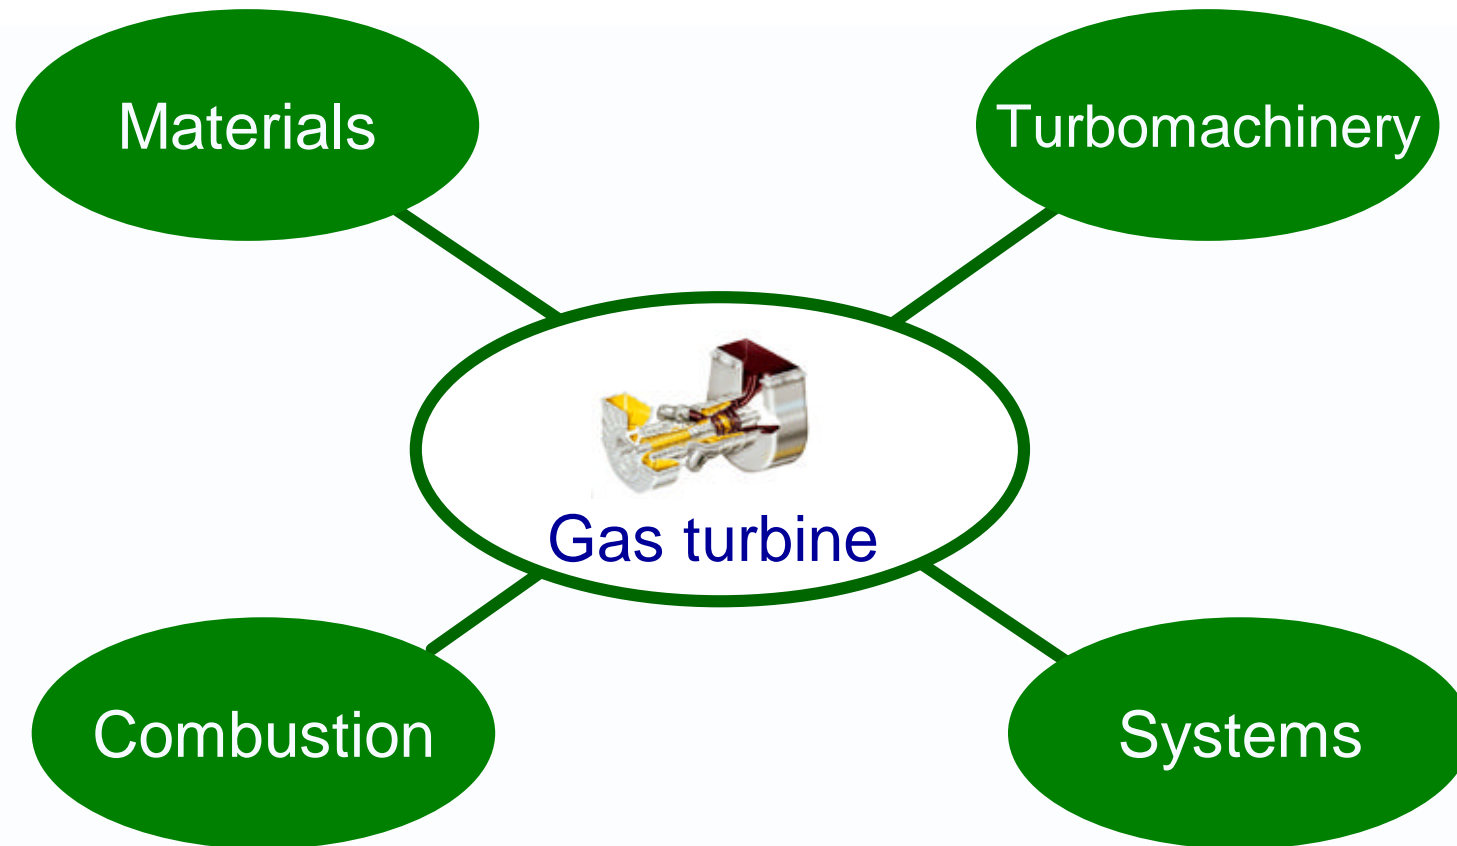 Materials
Turbomachinery
Gas turbine
Combustion
Systems